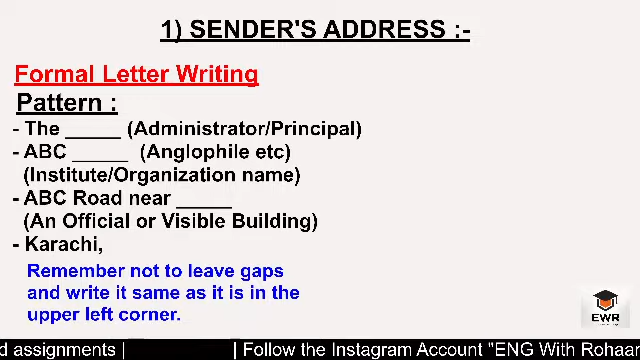 1) SENDER'S ADDRESS :-
Formal Letter Writing
Pattern :
- The _____ (Administrator/Principal)
- ABC _____ (Anglophile etc)
(Institute/Organization name)
- ABC Road near _____
(An Official or Visible Building)
- Karachi,
Remember not to leave gaps
and write it same as it is in the
upper left corner.
EWR
d assignments | | Follow the Instagram Account "ENG With Rohaan